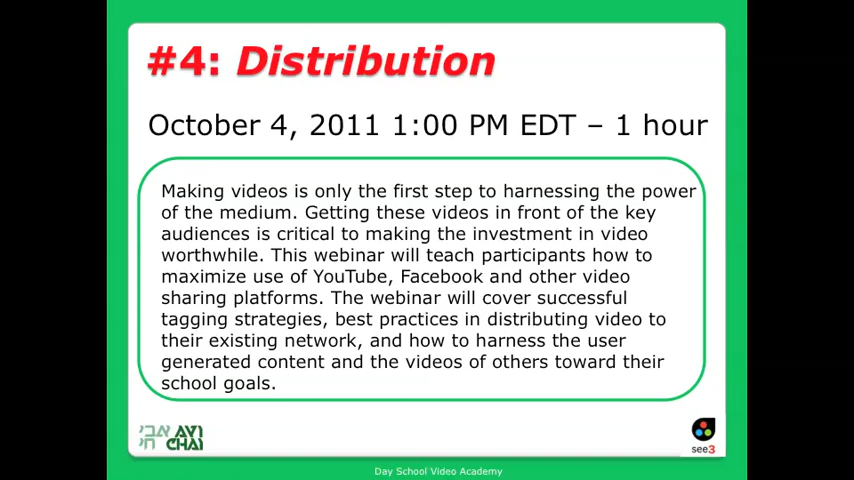 #4: Distribution
October 4, 2011 1:00 PM EDT – 1 hour
Making videos is only the first step to harnessing the power
of the medium. Getting these videos in front of the key
audiences is critical to making the investment in video
worthwhile. This webinar will teach participants how to
maximize use of YouTube, Facebook and other video
sharing platforms. The webinar will cover successful
tagging strategies, best practices in distributing video to
their existing network, and how to harness the user
generated content and the videos of others toward their
school goals.
אבי AVI
חי CHAI
see3
Day School Video Academy